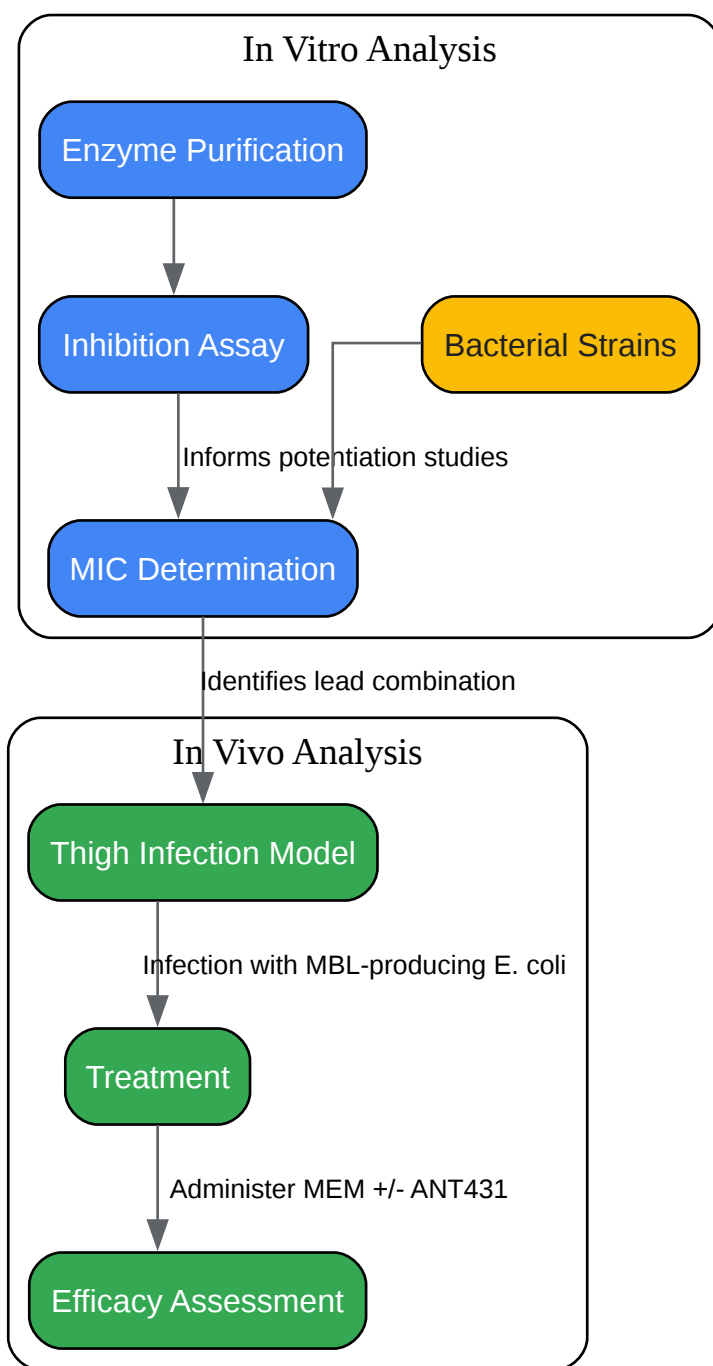 In Vitro Analysis
Enzyme Purification
Inhibition Assay
Bacterial Strains
Informs potentiation studies
MIC Determination
Identifies lead combination
In Vivo Analysis
Thigh Infection Model
Infection with MBL-producing E. coli
Treatment
Administer MEM +/- ANT431
Efficacy Assessment